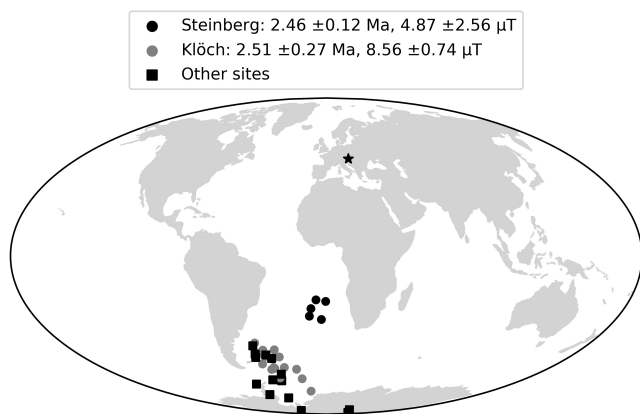 Steinberg: 2.46 ±0.12 Ma, 4.87 ±2.56 µT
Klöch: 2.51 ±0.27 Ma, 8.56 ±0.74 µT
Other sites